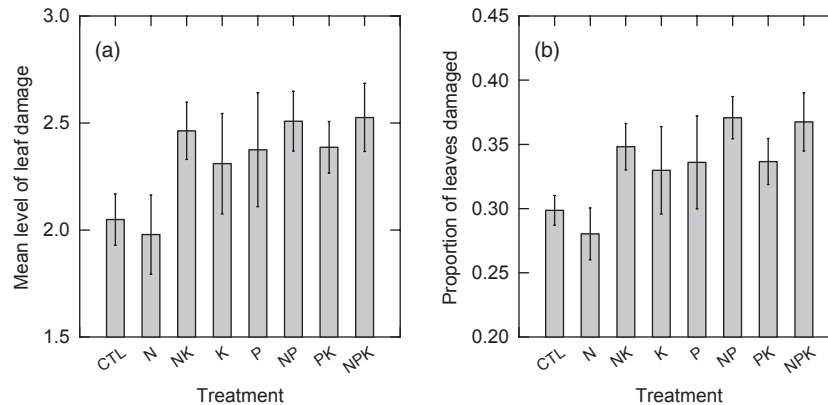 (a)
Mean level of leaf damage
3.0
2.5
2.0
1.5
CTL N NK K P NP PK NPK
Treatment
(b)
Proportion of leaves damaged
0.45
0.40
0.35
0.30
0.25
0.20
CTL N NK K P NP PK NPK
Treatment